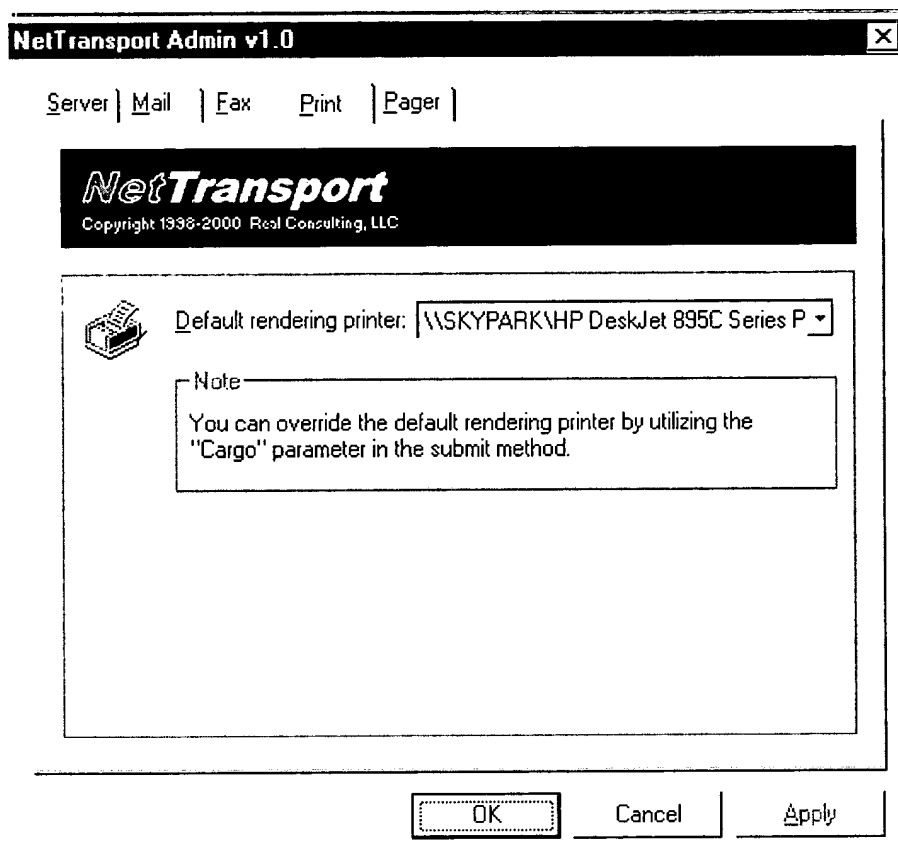 NetTransport Admin v1.0
Server Mail Fax Print Pager
NetTransport
Copyright 1998-2000 Real Consulting, LLC
Default rendering printer: \\SKYPARK\HP DeskJet 895C Series P
Note
You can override the default rendering printer by utilizing the
"Cargo" parameter in the submit method.
OK Cancel Apply